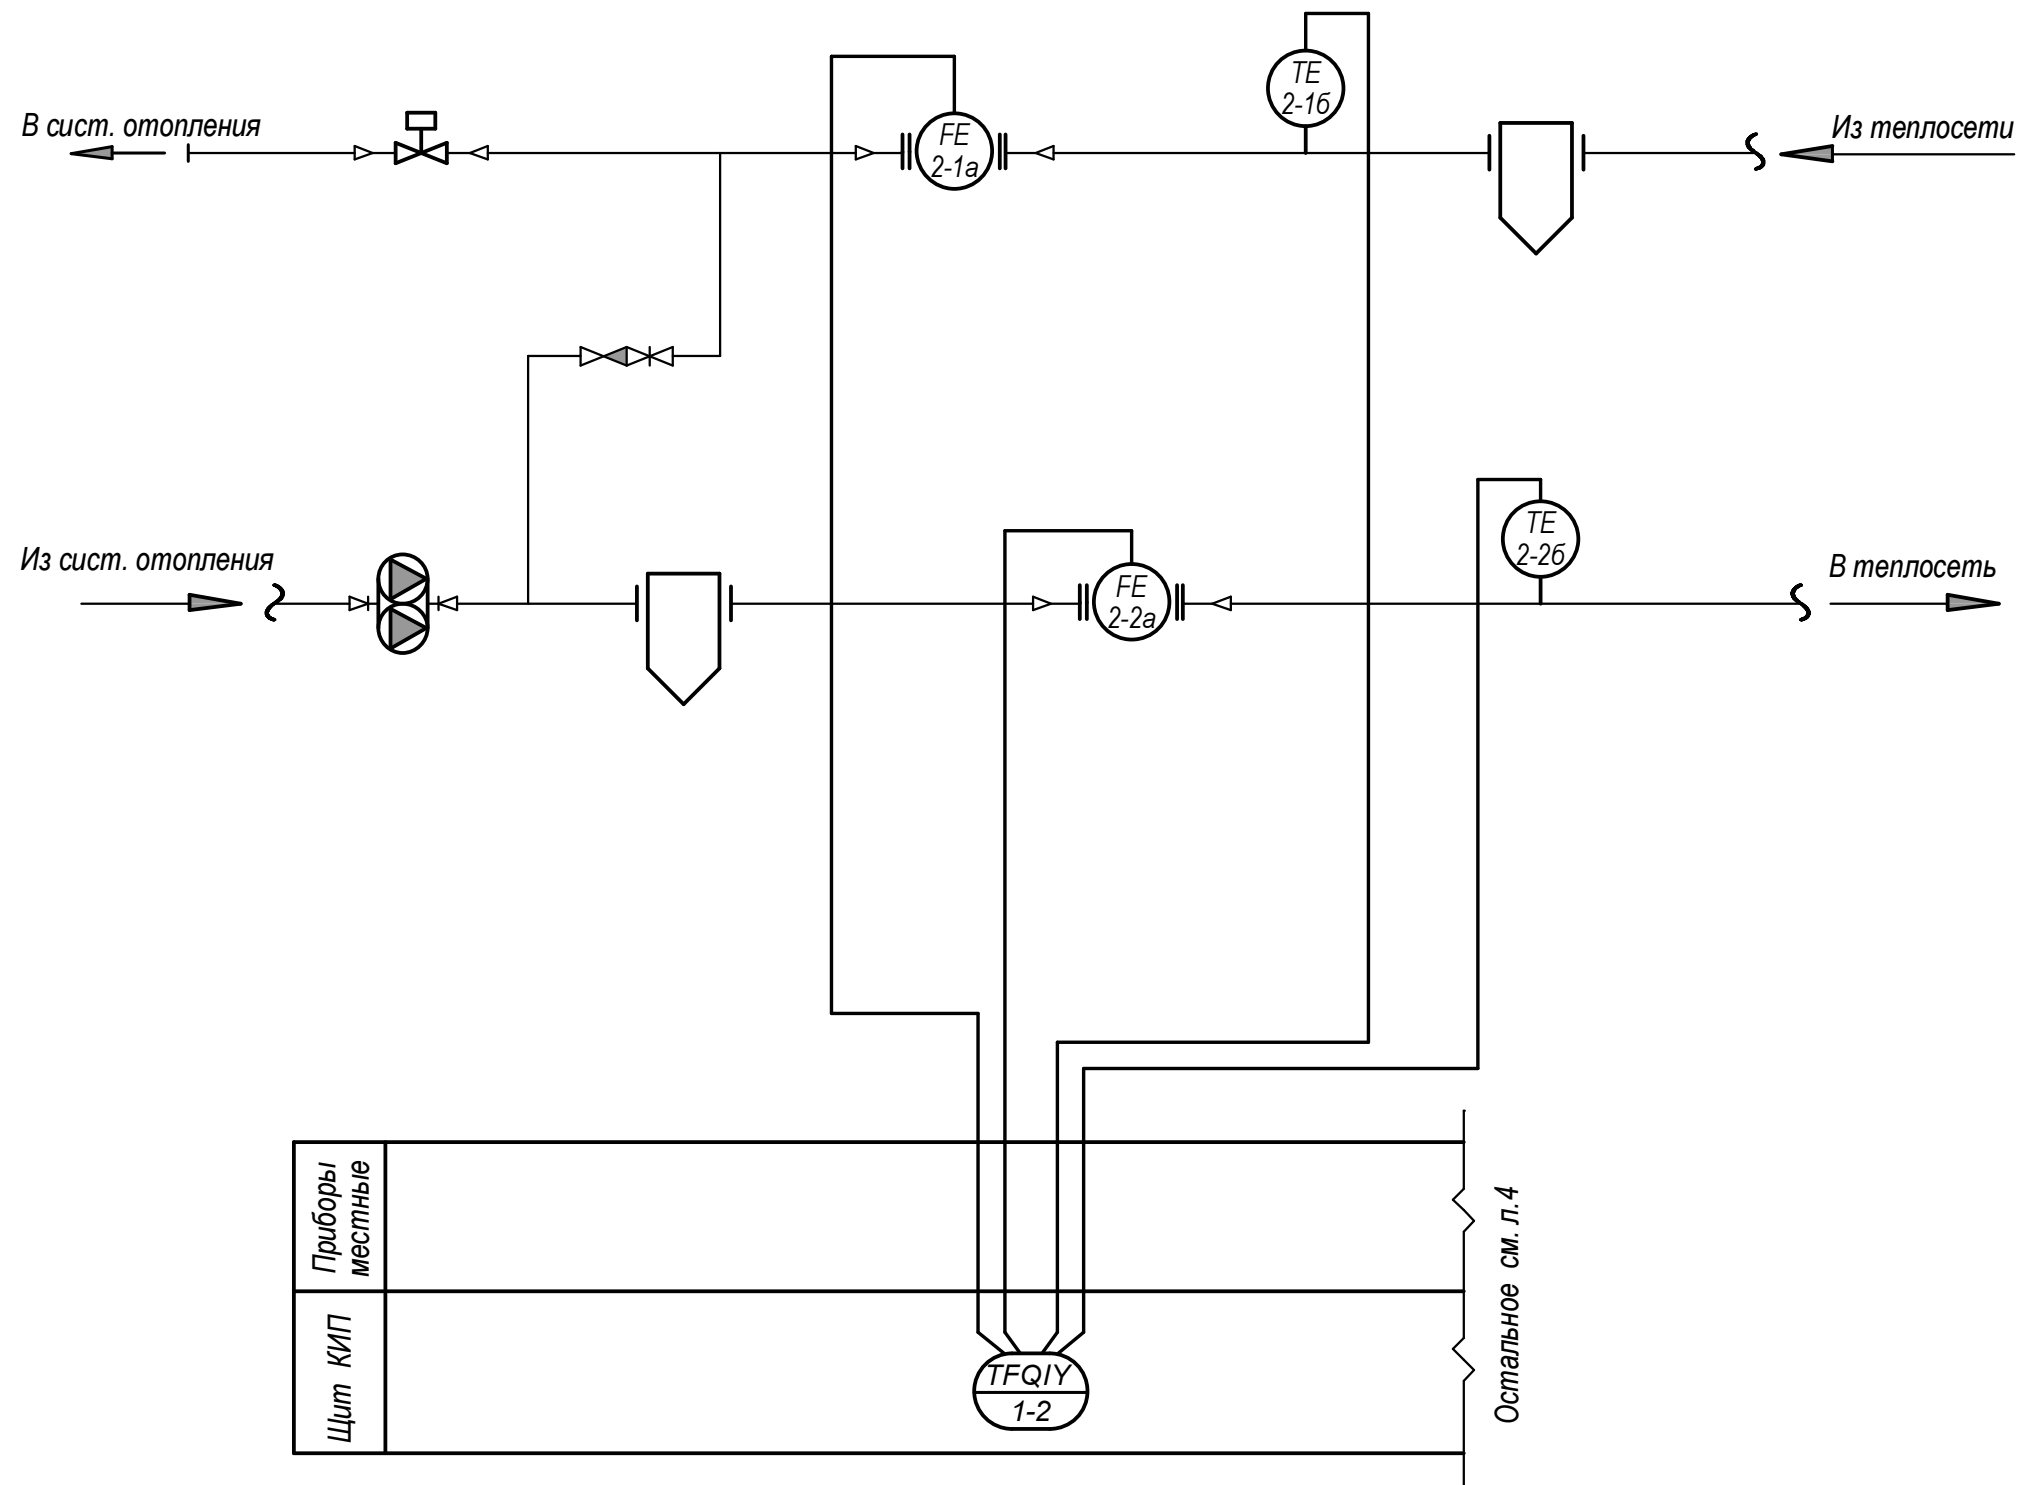 TE
2-1б
В сист. отопления
FE
2-1а
Из теплосети
TE
2-2б
Из сист. отопления
FE
2-2а
В теплосеть
Приборы
местные
Остальное см. л.4
Щит КИП
TFQIY
1-2